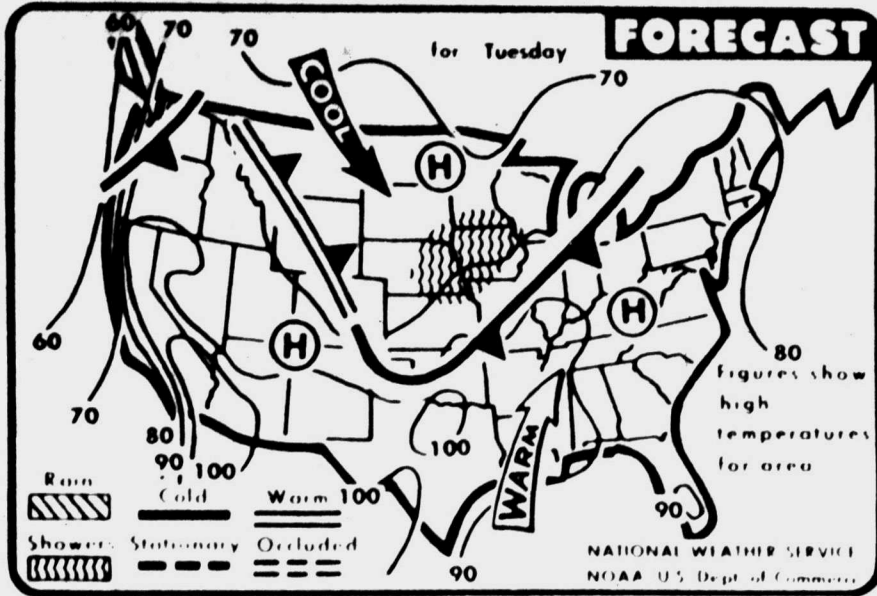 FORECAST
for Tuesday
60
70
70
70
COOL
H
H
H
60
70
80
90
100
100
100
80
90
90
WARM
Figures show
high
temperatures
for area
Rain
Cold
Warm
Showers
Stationary
Occluded
NATIONAL WEATHER SERVICE
NOAA U S Dept of Commerce